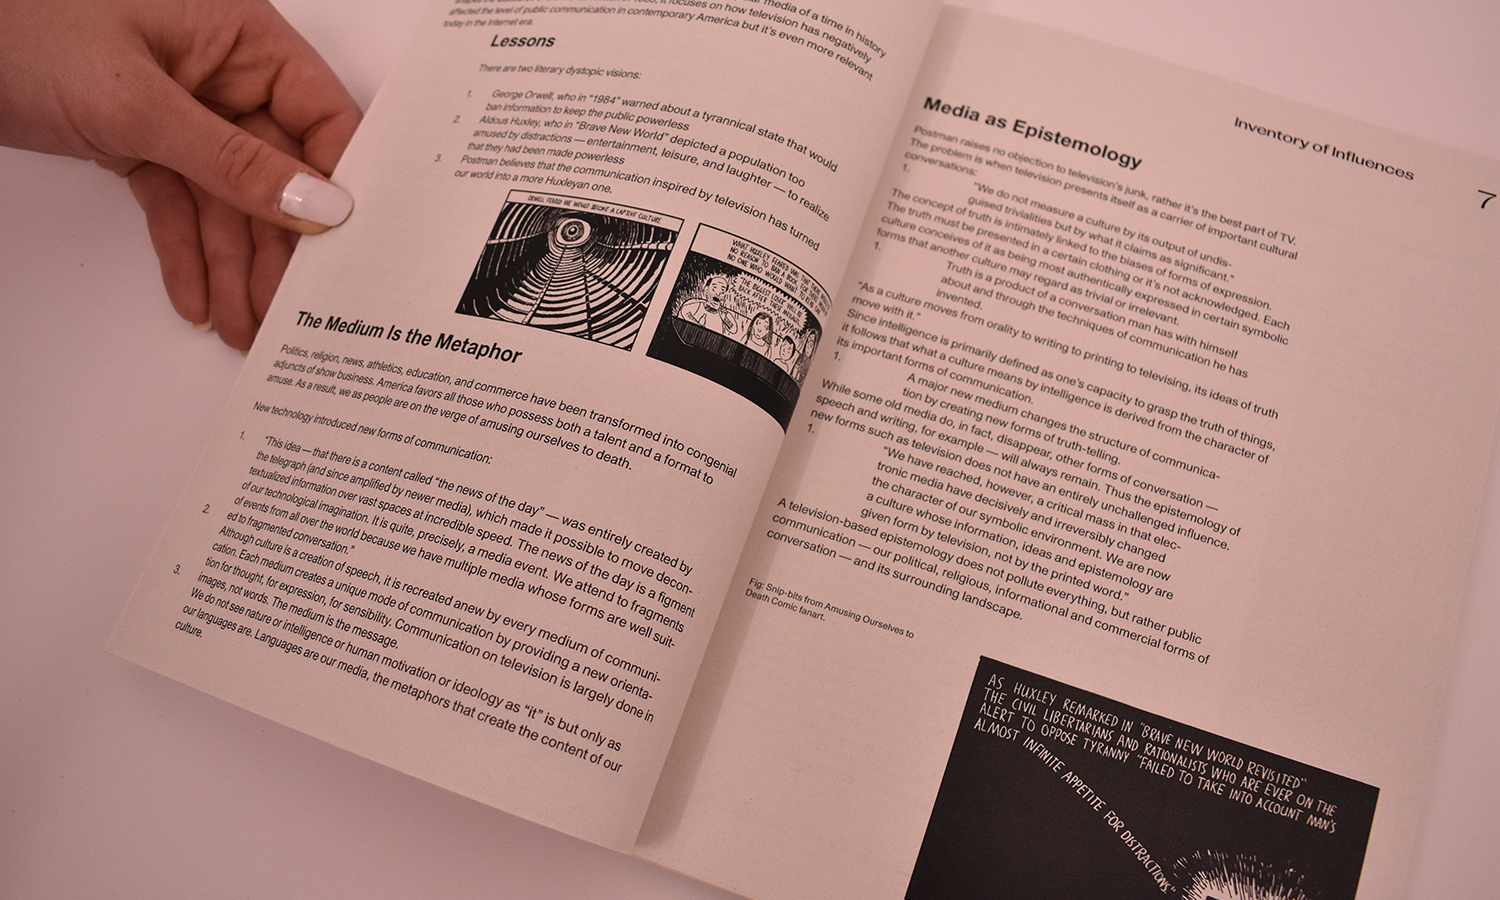 media of a time in history
it focuses on how television has negatively
affected the level of public communication in contemporary America but it's even more relevant
today in the Internet era.
Lessons
There are two literary dystopic visions:
1. George Orwell, who in "1984" warned about a tyrannical state that would
ban information to keep the public powerless
2. Aldous Huxley, who in "Brave New World" depicted a population too
amused by distractions — entertainment, leisure, and laughter — to realize
that they had been made powerless
3. Postman believes that the communication inspired by television has turned
our world into a more Huxleyan one.
ORWELL FEARED WE WOULD BECOME A CAPTIVE CULTURE
WHAT HUXLEY FEARED WAS THAT THERE
NO REASON TO BAN A BOOK, FOR THERE
NO ONE WHO WOULD WANT TO READ
THE BIGGEST LOSER WILL BE
BACK AFTER THESE MESSAGES
The Medium Is the Metaphor
Politics, religion, news, athletics, education, and commerce have been transformed into congenial
adjuncts of show business. America favors all those who possess both a talent and a format to
amuse. As a result, we as people are on the verge of amusing ourselves to death.
New technology introduced new forms of communication:
1. "This idea — that there is a content called "the news of the day" — was entirely created by
the telegraph (and since amplified by newer media), which made it possible to move decon-
textualized information over vast spaces at incredible speed. The news of the day is a figment
of our technological imagination. It is quite, precisely, a media event. We attend to fragments
of events from all over the world because we have multiple media whose forms are well suit-
ed to fragmented conversation."
2. Although culture is a creation of speech, it is recreated anew by every medium of communi-
cation. Each medium creates a unique mode of communication by providing a new orienta-
tion for thought, for expression, for sensibility. Communication on television is largely done in
images, not words. The medium is the message.
3. We do not see nature or intelligence or human motivation or ideology as "it" is but only as
our languages are. Languages are our media, the metaphors that create the content of our
culture.
Inventory of Influences
7
Media as Epistemology
Postman raises no objection to television's junk, rather it's the best part of TV.
The problem is when television presents itself as a carrier of important cultural
conversations:
1.
"We do not measure a culture by its output of undis-
guised trivialities but by what it claims as significant."
The concept of truth is intimately linked to the biases of forms of expression.
The truth must be presented in a certain clothing or it's not acknowledged. Each
culture conceives of it as being most authentically expressed in certain symbolic
forms that another culture may regard as trivial or irrelevant.
1.
Truth is a product of a conversation man has with himself
about and through the techniques of communication he has
invented.
"As a culture moves from orality to writing to printing to televising, its ideas of truth
move with it."
Since intelligence is primarily defined as one's capacity to grasp the truth of things,
it follows that what a culture means by intelligence is derived from the character of
its important forms of communication.
1.
A major new medium changes the structure of communica-
tion by creating new forms of truth-telling.
While some old media do, in fact, disappear, other forms of conversation —
speech and writing, for example — will always remain. Thus the epistemology of
new forms such as television does not have an entirely unchallenged influence.
1.
"We have reached, however, a critical mass in that elec-
tronic media have decisively and irreversibly changed
the character of our symbolic environment. We are now
a culture whose information, ideas and epistemology are
given form by television, not by the printed word."
A television-based epistemology does not pollute everything, but rather public
communication — our political, religious, informational and commercial forms of
conversation — and its surrounding landscape.
Fig: Snip-bits from Amusing Ourselves to
Death Comic fanart.
AS HUXLEY REMARKED IN "BRAVE NEW WORLD REVISITED"
THE CIVIL LIBERTARIANS AND RATIONALISTS WHO ARE EVER ON THE
ALERT TO OPPOSE TYRANNY "FAILED TO TAKE INTO ACCOUNT MAN'S
ALMOST INFINITE APPETITE FOR DISTRACTIONS"